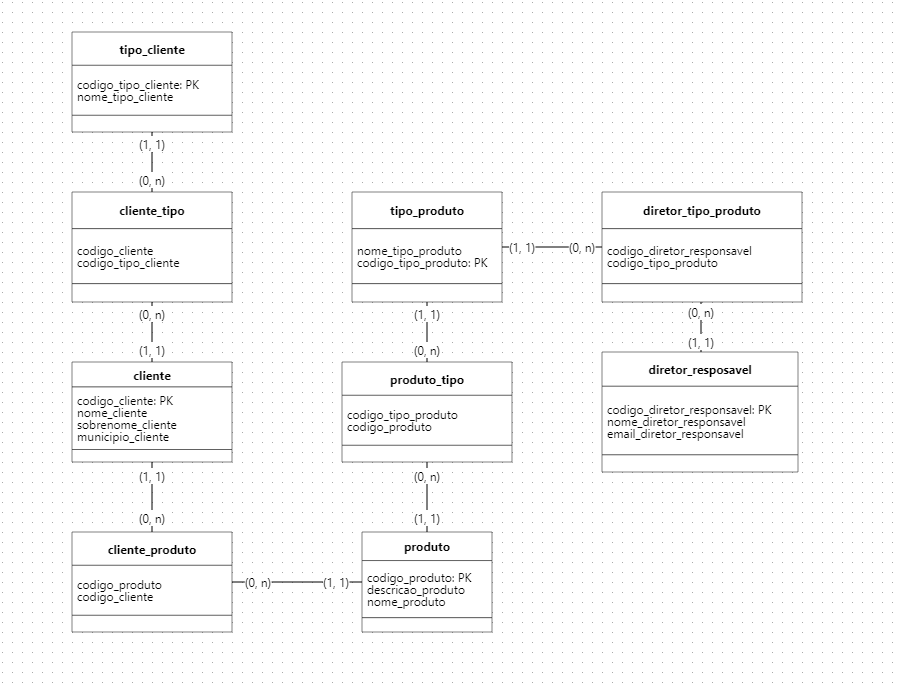 tipo_cliente
codigo_tipo_cliente: PK
nome_tipo_cliente
(1, 1)
(0, n)
cliente_tipo
codigo_cliente
codigo_tipo_cliente
(0, n)
(1, 1)
cliente
codigo_cliente: PK
nome_cliente
sobrenome_cliente
municipio_cliente
(1, 1)
(0, n)
cliente_produto
codigo_produto
codigo_cliente
(0, n)
(1, 1)
tipo_produto
nome_tipo_produto
codigo_tipo_produto: PK
(1, 1)
(0, n)
(1, 1)
(0, n)
produto_tipo
codigo_tipo_produto
codigo_produto
(0, n)
(1, 1)
produto
codigo_produto: PK
descricao_produto
nome_produto
diretor_tipo_produto
codigo_diretor_responsavel
codigo_tipo_produto
(0, n)
(1, 1)
diretor_resposavel
codigo_diretor_responsavel: PK
nome_diretor_responsavel
email_diretor_responsavel